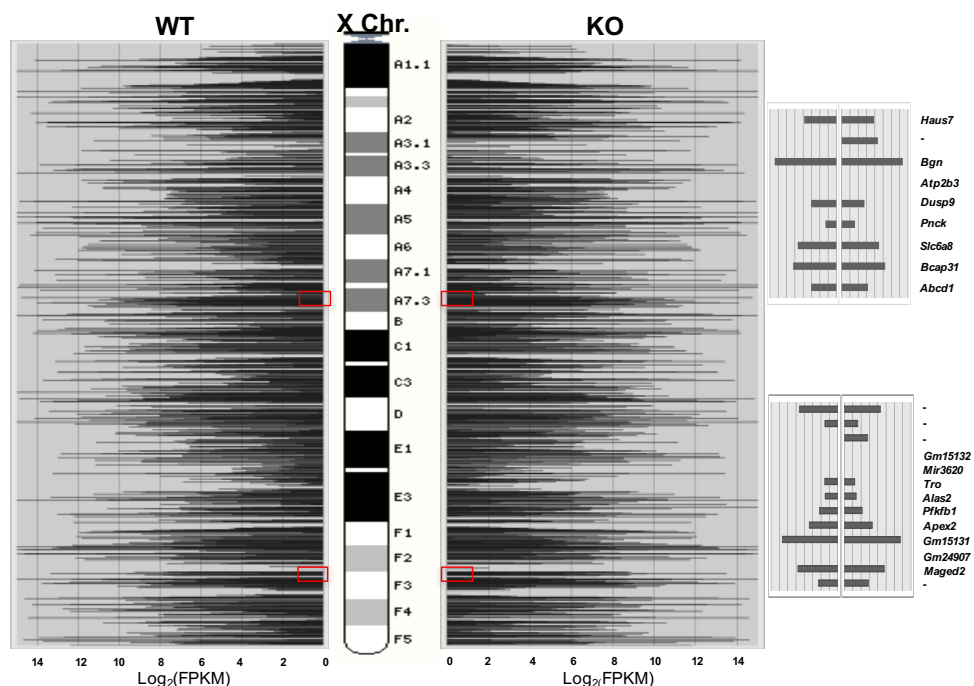 WT
X Chr.
KO
A1.1
A2
A3.1
A3.3
A4
A5
A6
A7.1
A7.3
B
C1
C3
D
E1
E3
F1
F2
F3
F4
F5
14 12 10 8 6 4 2 0
Log2(FPKM)
0 2 4 6 8 10 12 14
Log2(FPKM)
Haus7
-
Bgn
Atp2b3
Dusp9
Pnck
Slc6a8
Bcap31
Abcd1
-
-
-
Gm15132
Mir3620
Tro
Alas2
Pfkfb1
Apex2
Gm15131
Gm24907
Maged2
-